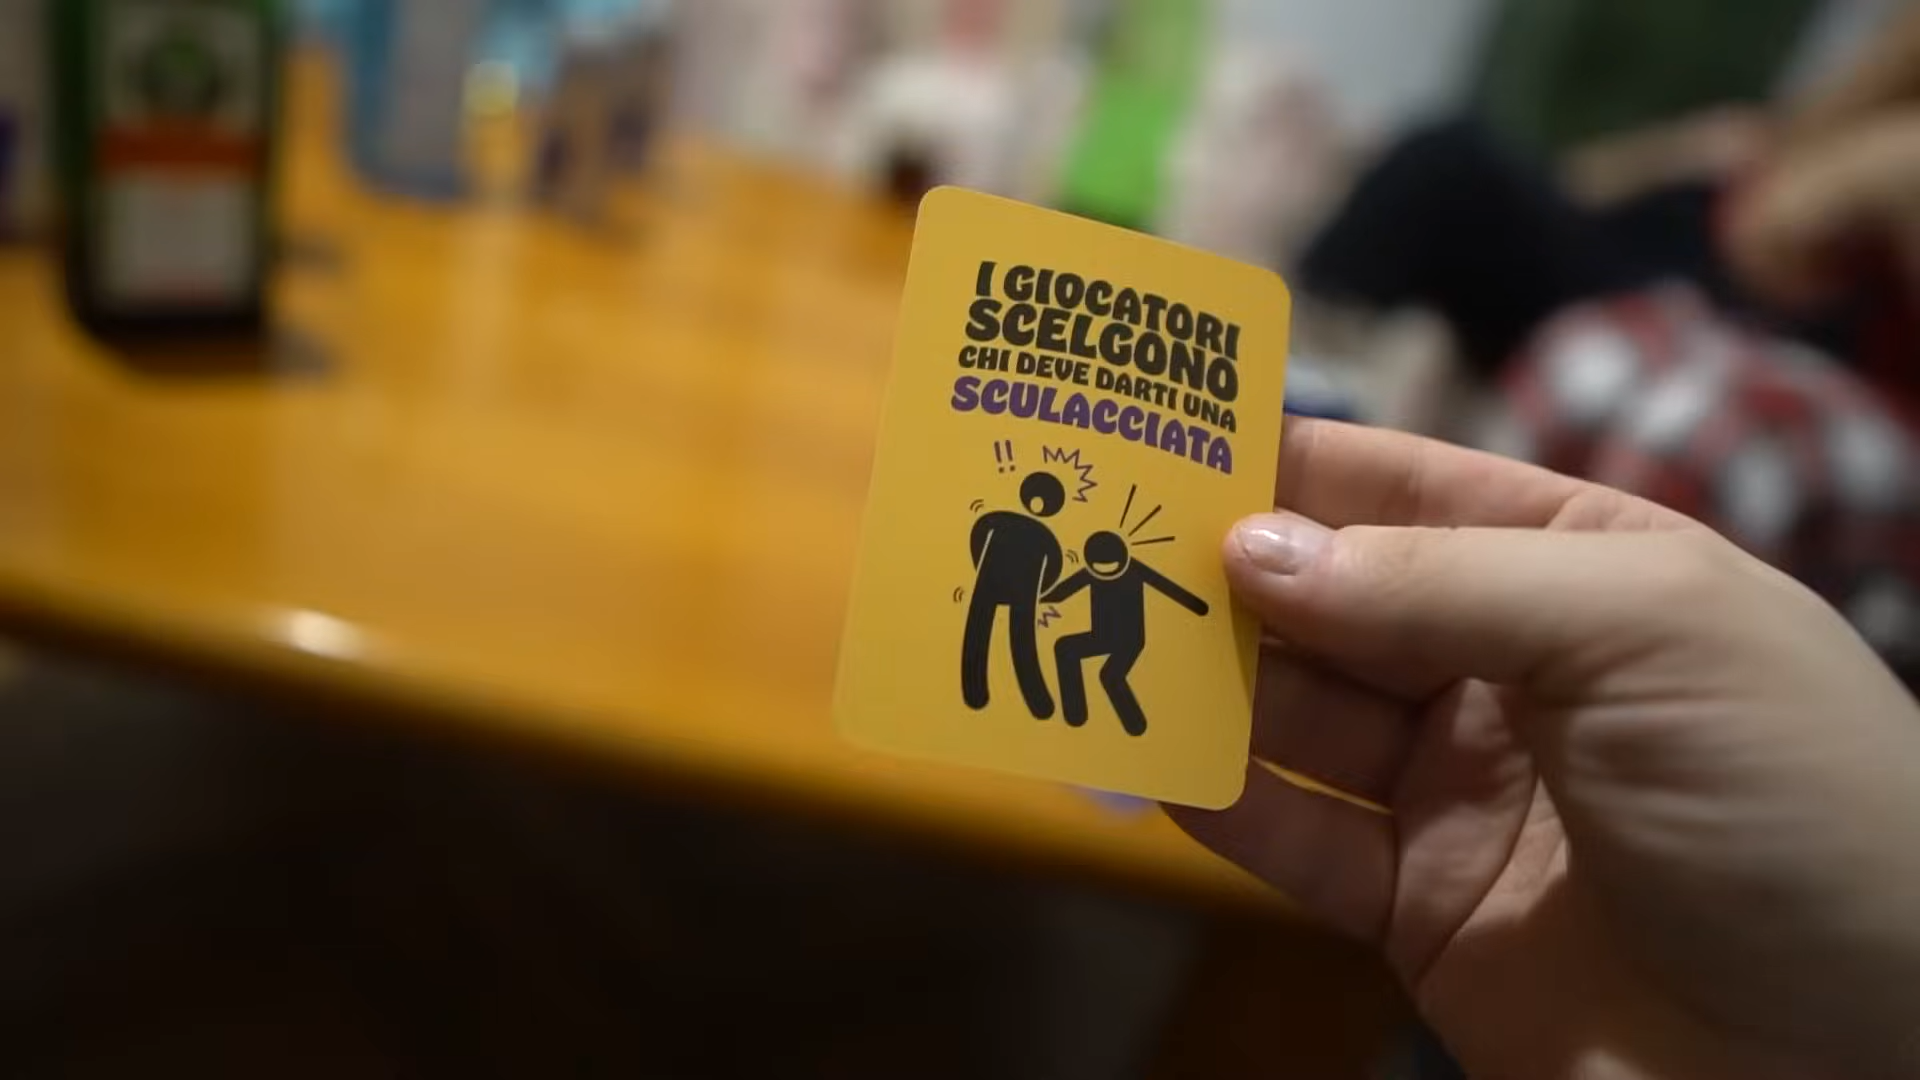 I GIOCATORI
SCELGONO
CHI DEVE DARTI UNA
SCULACCIATA
!!